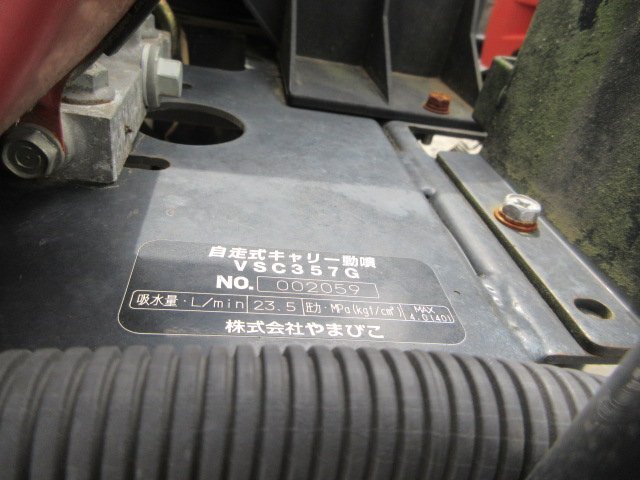 自走式キャリー動噴
VSC357G
NO. 002059
吸水量・L/min 23.5 圧力・MPa(kgf/cm²) MAX 4.0(40)
株式会社やまびこ